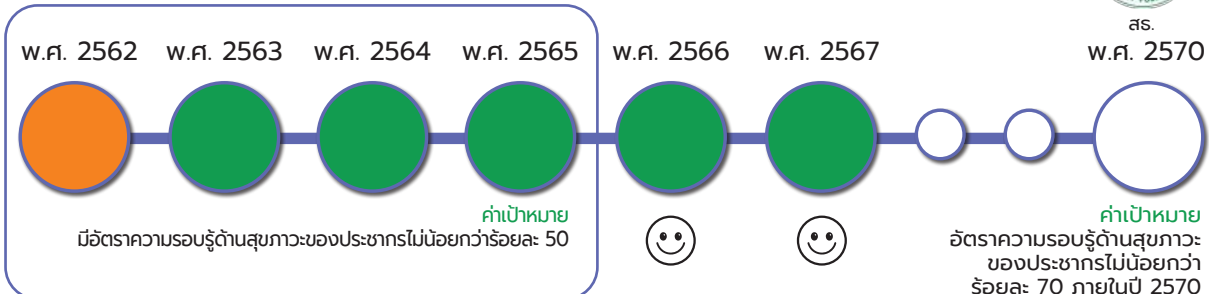 สธ.
พ.ศ. 2562 พ.ศ. 2563 พ.ศ. 2564 พ.ศ. 2565 พ.ศ. 2566 พ.ศ. 2567 พ.ศ. 2570
ค่าเป้าหมาย
มีอัตราความรอบรู้ด้านสุขภาวะของประชากรไม่น้อยกว่าร้อยละ 50
ค่าเป้าหมาย
อัตราความรอบรู้ด้านสุขภาวะ
ของประชากรไม่น้อยกว่า
ร้อยละ 70 ภายในปี 2570